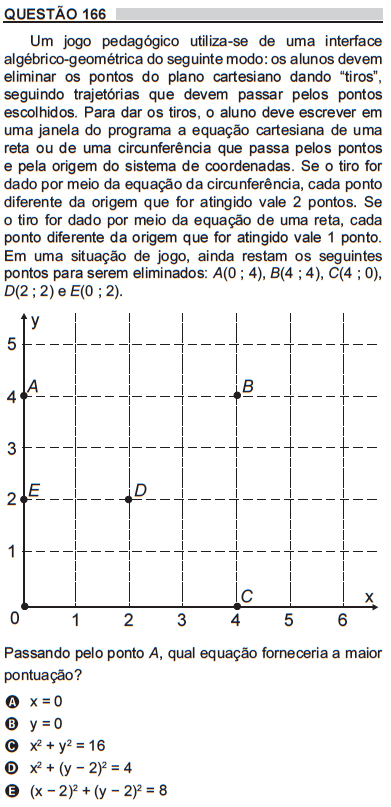 QUESTÃO 166
Um jogo pedagógico utiliza-se de uma interface
algébrico-geométrica do seguinte modo: os alunos devem
eliminar os pontos do plano cartesiano dando “tiros”,
seguindo trajetórias que devem passar pelos pontos
escolhidos. Para dar os tiros, o aluno deve escrever em
uma janela do programa a equação cartesiana de uma
reta ou de uma circunferência que passa pelos pontos
e pela origem do sistema de coordenadas. Se o tiro for
dado por meio da equação da circunferência, cada ponto
diferente da origem que for atingido vale 2 pontos. Se
o tiro for dado por meio da equação de uma reta, cada
ponto diferente da origem que for atingido vale 1 ponto.
Em uma situação de jogo, ainda restam os seguintes
pontos para serem eliminados: A(0 ; 4), B(4 ; 4), C(4 ; 0),
D(2 ; 2) e E(0 ; 2).
y
5
A
B
4
3
E
D
2
1
C
x
0 1 2 3 4 5 6
Passando pelo ponto A, qual equação forneceria a maior
pontuação?
A x = 0
B y = 0
C x² + y² = 16
D x² + (y – 2)² = 4
E (x – 2)² + (y – 2)² = 8